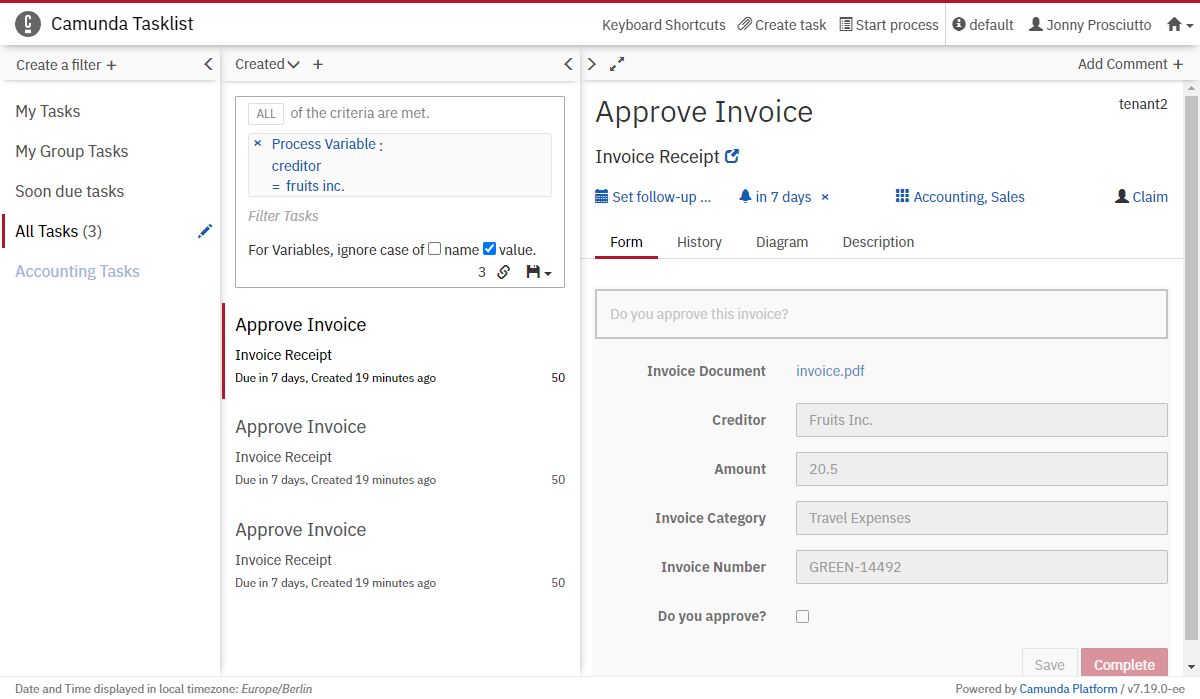 Camunda Tasklist
Keyboard Shortcuts Create task Start process default Jonny Prosciutto
Create a filter +
My Tasks
My Group Tasks
Soon due tasks
All Tasks (3)
Accounting Tasks
Created +
ALL of the criteria are met.
× Process Variable :
creditor
= fruits inc.
Filter Tasks
For Variables, ignore case of name value.
3
Approve Invoice
Invoice Receipt
Due in 7 days, Created 19 minutes ago 50
Approve Invoice
Invoice Receipt
Due in 7 days, Created 19 minutes ago 50
Approve Invoice
Invoice Receipt
Due in 7 days, Created 19 minutes ago 50
Add Comment +
Approve Invoice tenant2
Invoice Receipt
Set follow-up ... in 7 days × Accounting, Sales Claim
Form History Diagram Description
Do you approve this invoice?
Invoice Document invoice.pdf
Creditor Fruits Inc.
Amount 20.5
Invoice Category Travel Expenses
Invoice Number GREEN-14492
Do you approve?
Save Complete
Date and Time displayed in local timezone: Europe/Berlin
Powered by Camunda Platform / v7.19.0-ee